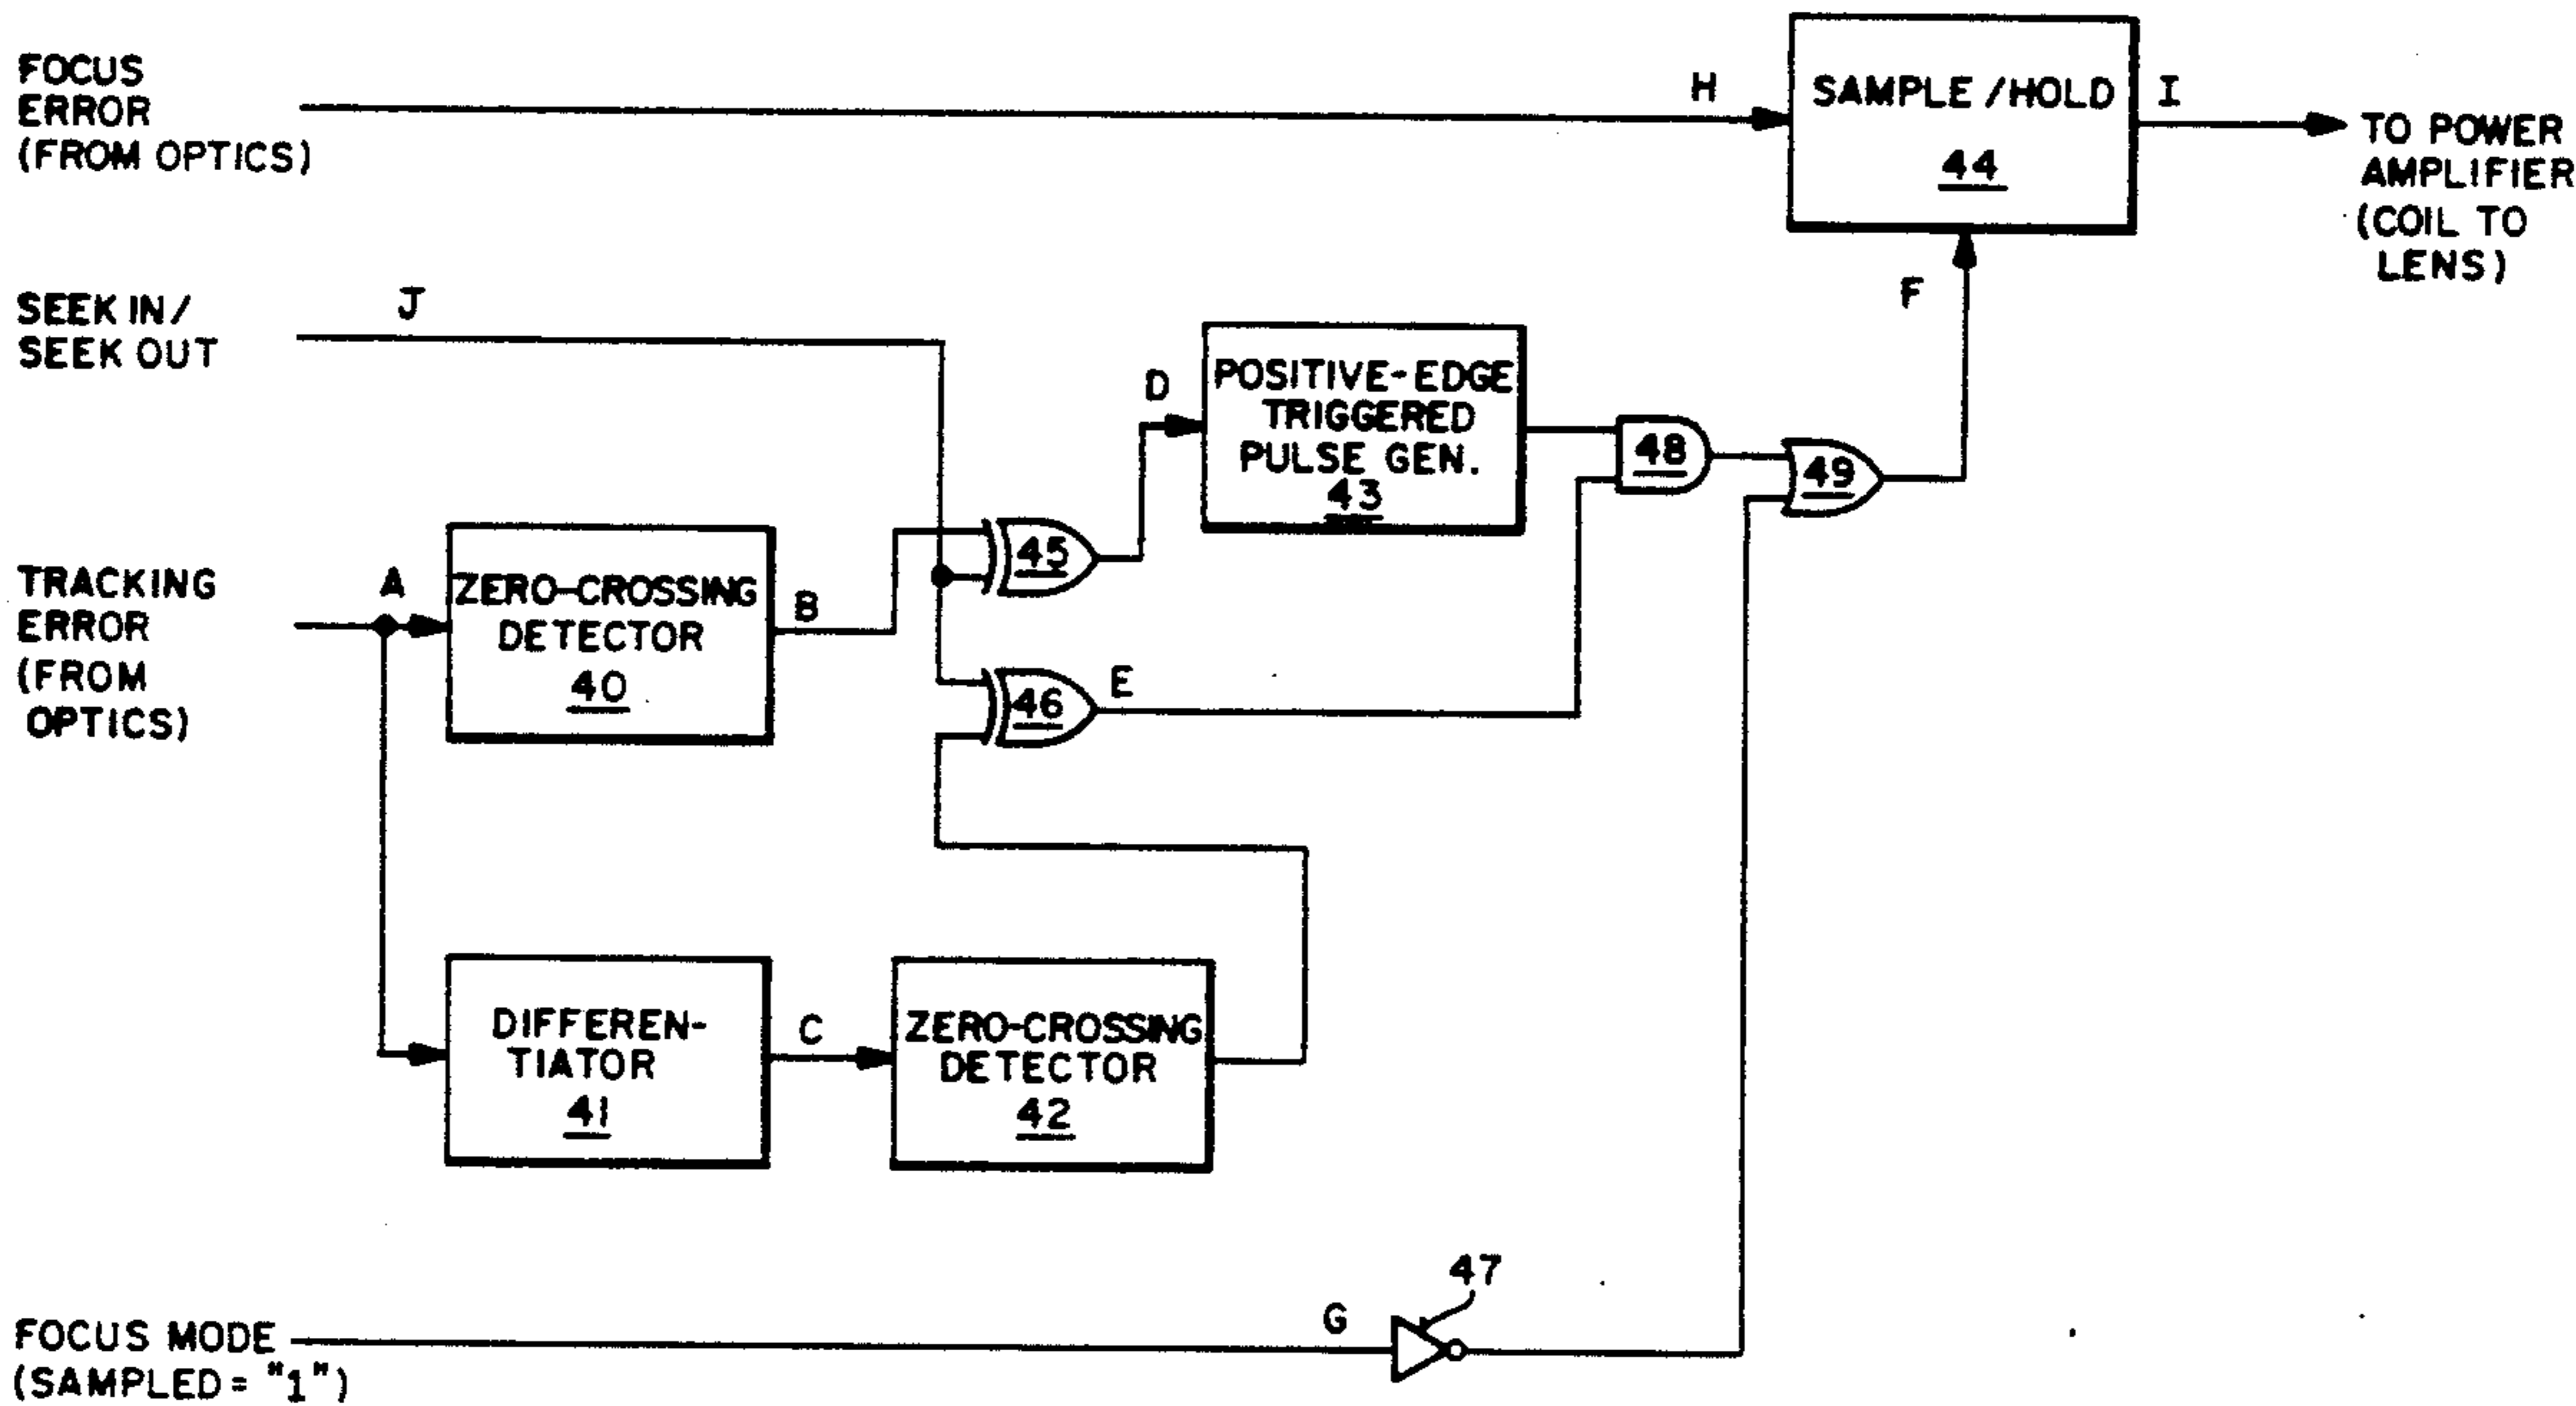 FOCUS
ERROR
(FROM OPTICS)
H
SAMPLE/HOLD
44
I
TO POWER
AMPLIFIER
(COIL TO
LENS)
F
SEEK IN/
SEEK OUT
J
D
POSITIVE-EDGE
TRIGGERED
PULSE GEN.
43
48
49
45
TRACKING
ERROR
(FROM
OPTICS)
A
ZERO-CROSSING
DETECTOR
40
B
46
E
DIFFEREN-
TIATOR
41
C
ZERO-CROSSING
DETECTOR
42
FOCUS MODE
(SAMPLED = "1")
G
47